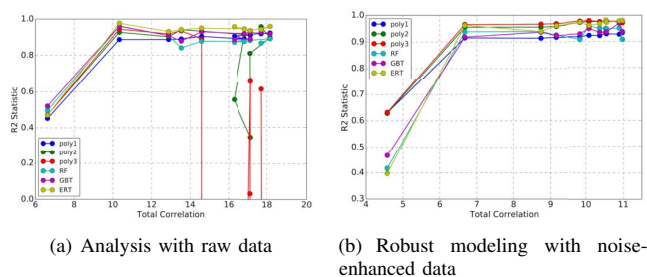 1.0
0.8
0.6
0.4
0.2
0.0
R2 Statistic
poly1
poly2
poly3
RF
GBT
ERT
6 8 10 12 14 16 18 20
Total Correlation
(a) Analysis with raw data
1.0
0.9
0.8
0.7
0.6
0.5
0.4
0.3
R2 Statistic
poly1
poly2
poly3
RF
GBT
ERT
4 5 6 7 8 9 10 11
Total Correlation
(b) Robust modeling with noise-
enhanced data